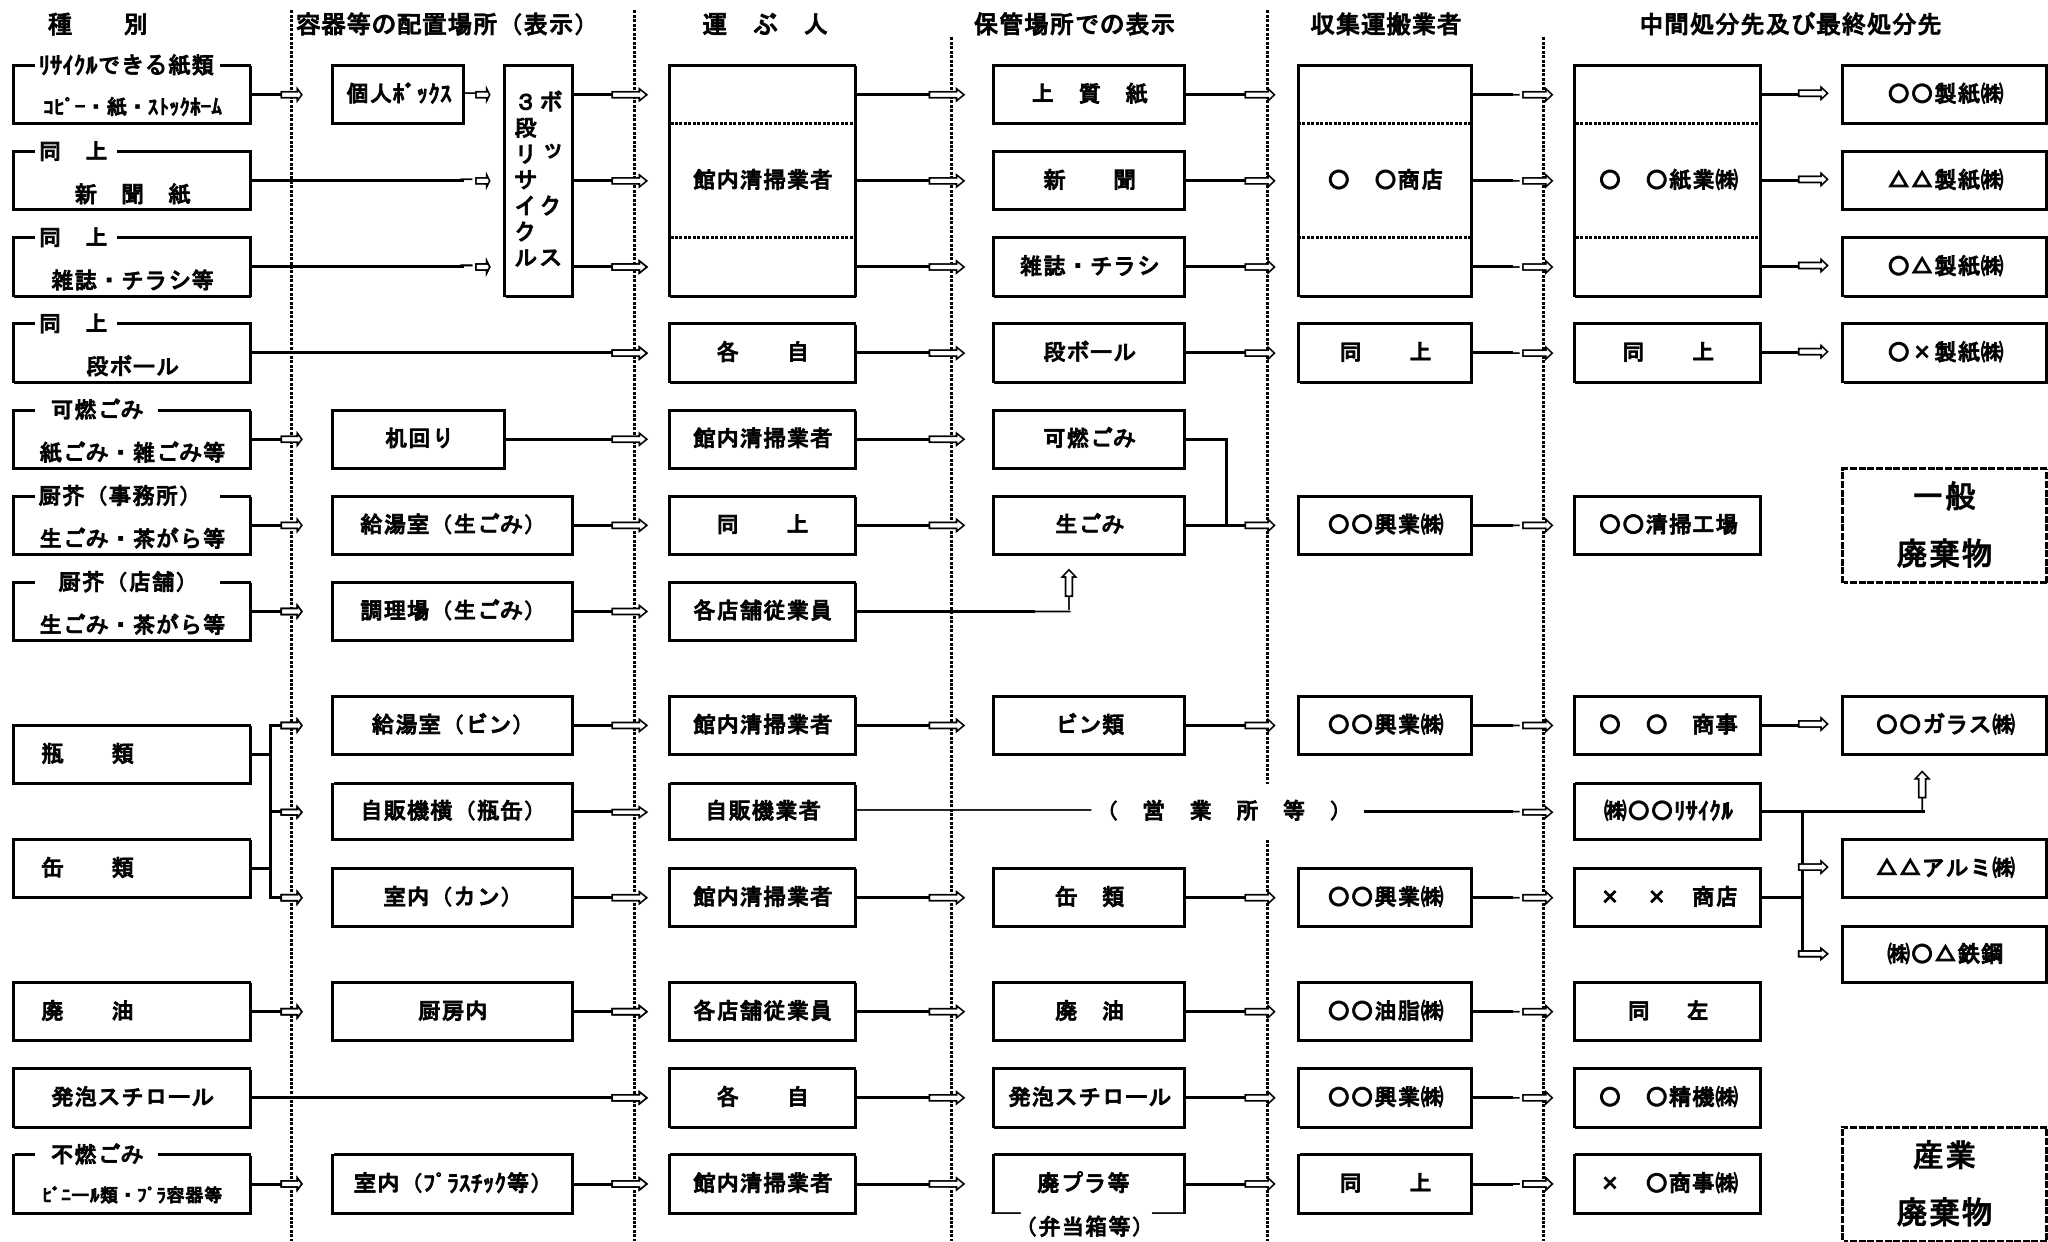 種　別
容器等の配置場所（表示）
運　ぶ　人
保管場所での表示
収集運搬業者
中間処分先及び最終処分先
ﾘｻｲｸﾙできる紙類
ｺﾋﾟｰ・紙・ｽﾄｯｸﾎｰﾑ
個人ﾎﾞｯｸｽ
３段リサイクル
ボックス
上　質　紙
○○製紙㈱
同　上
新　聞　紙
館内清掃業者
新　　聞
○　○商店
○　○紙業㈱
△△製紙㈱
同　上
雑誌・チラシ等
雑誌・チラシ
○△製紙㈱
同　上
段ボール
各　　自
段ボール
同　　上
同　　上
○×製紙㈱
可燃ごみ
紙ごみ・雑ごみ等
机回り
館内清掃業者
可燃ごみ
厨芥（事務所）
生ごみ・茶がら等
給湯室（生ごみ）
同　　上
生ごみ
○○興業㈱
○○清掃工場
一般
廃棄物
厨芥（店舗）
生ごみ・茶がら等
調理場（生ごみ）
各店舗従業員
瓶　　類
給湯室（ビン）
館内清掃業者
ビン類
○○興業㈱
○　○　商事
○○ガラス㈱
自販機横（瓶缶）
自販機業者
（　営　業　所　等　）
㈱○○ﾘｻｲｸﾙ
缶　　類
△△アルミ㈱
室内（カン）
館内清掃業者
缶　類
○○興業㈱
×　×　商店
㈱○△鉄鋼
廃　　油
厨房内
各店舗従業員
廃　油
○○油脂㈱
同　左
発泡スチロール
各　　自
発泡スチロール
○○興業㈱
○　○精機㈱
不燃ごみ
ﾋﾞﾆｰﾙ類・ﾌﾟﾗ容器等
室内（ﾌﾟﾗｽﾁｯｸ等）
館内清掃業者
廃プラ等
（弁当箱等）
同　　上
×　○商事㈱
産業
廃棄物